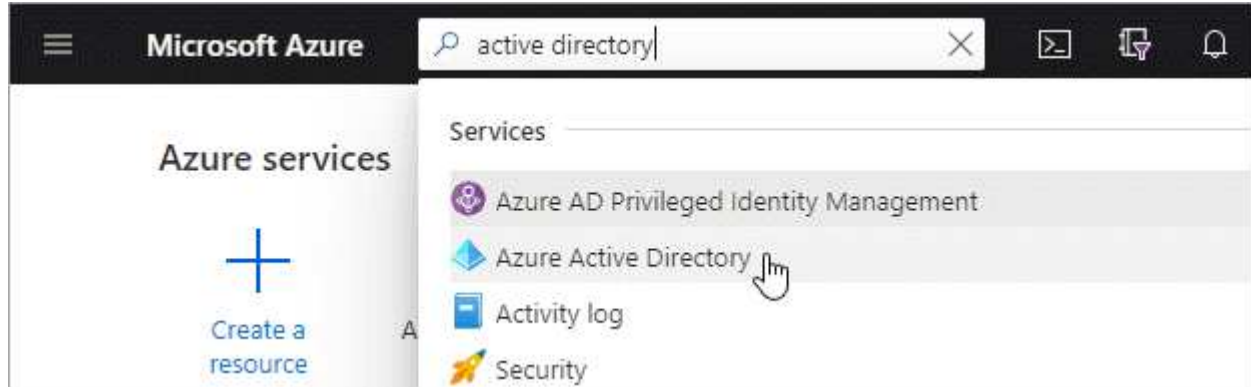 Microsoft Azure
active directory
Services
Azure services
Azure AD Privileged Identity Management
Azure Active Directory
Activity log
Security
Create a
resource
A